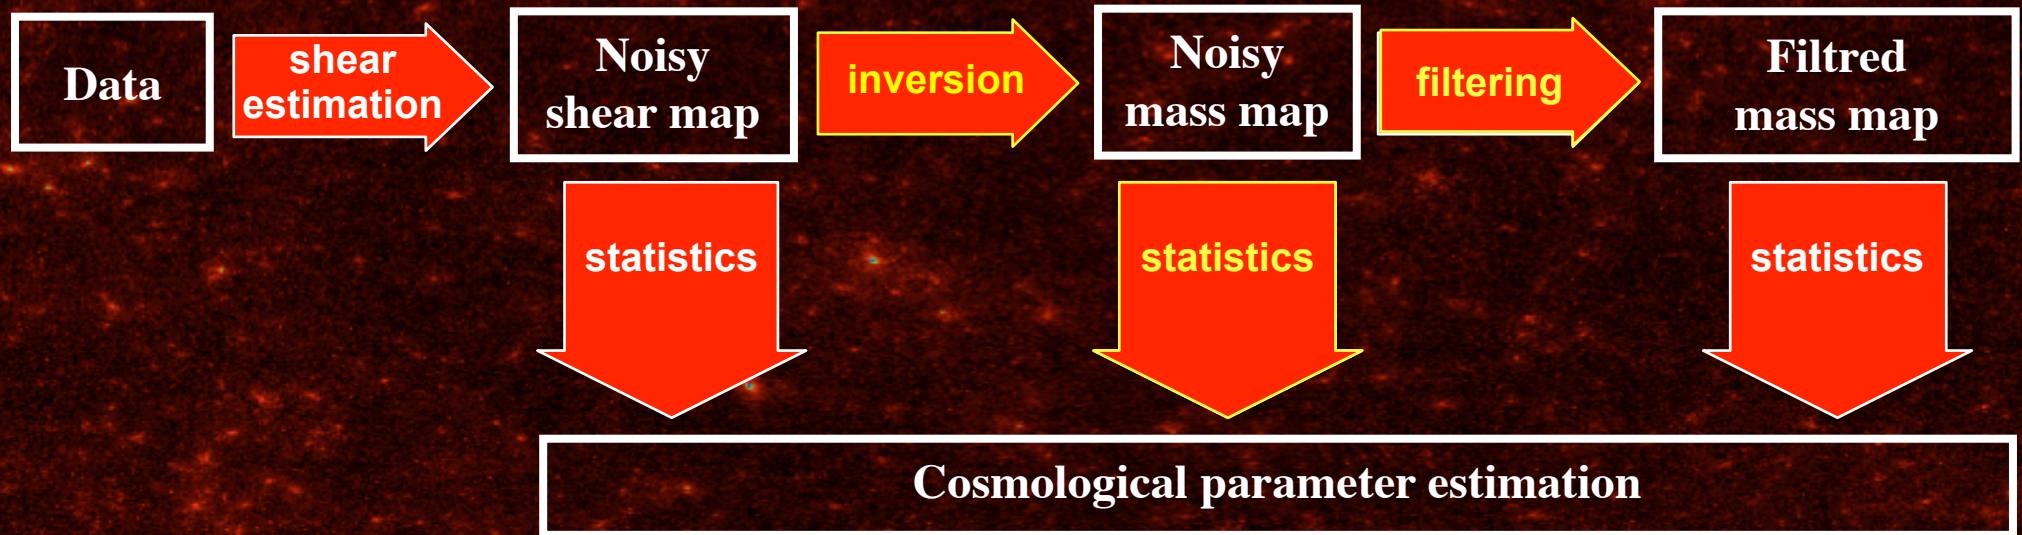 Data
shear
estimation
Noisy
shear map
inversion
Noisy
mass map
filtering
Filtred
mass map
statistics
statistics
statistics
Cosmological parameter estimation